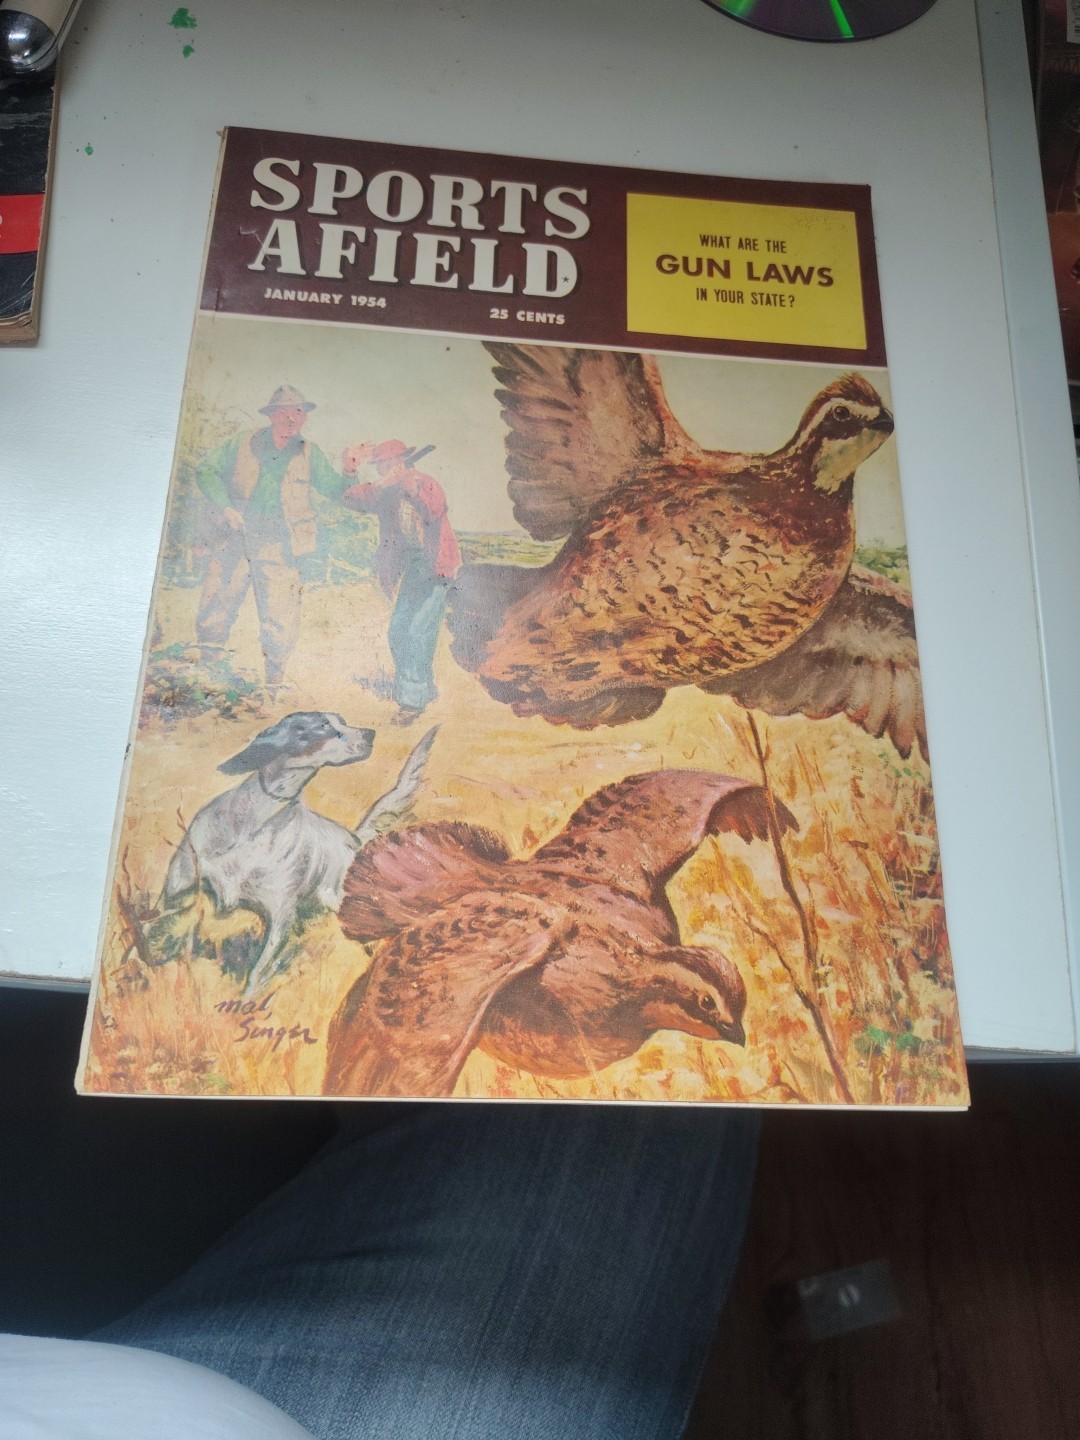 SPORTS
AFIELD
JANUARY 1954
25 CENTS
WHAT ARE THE
GUN LAWS
IN YOUR STATE?
mal,
Singer